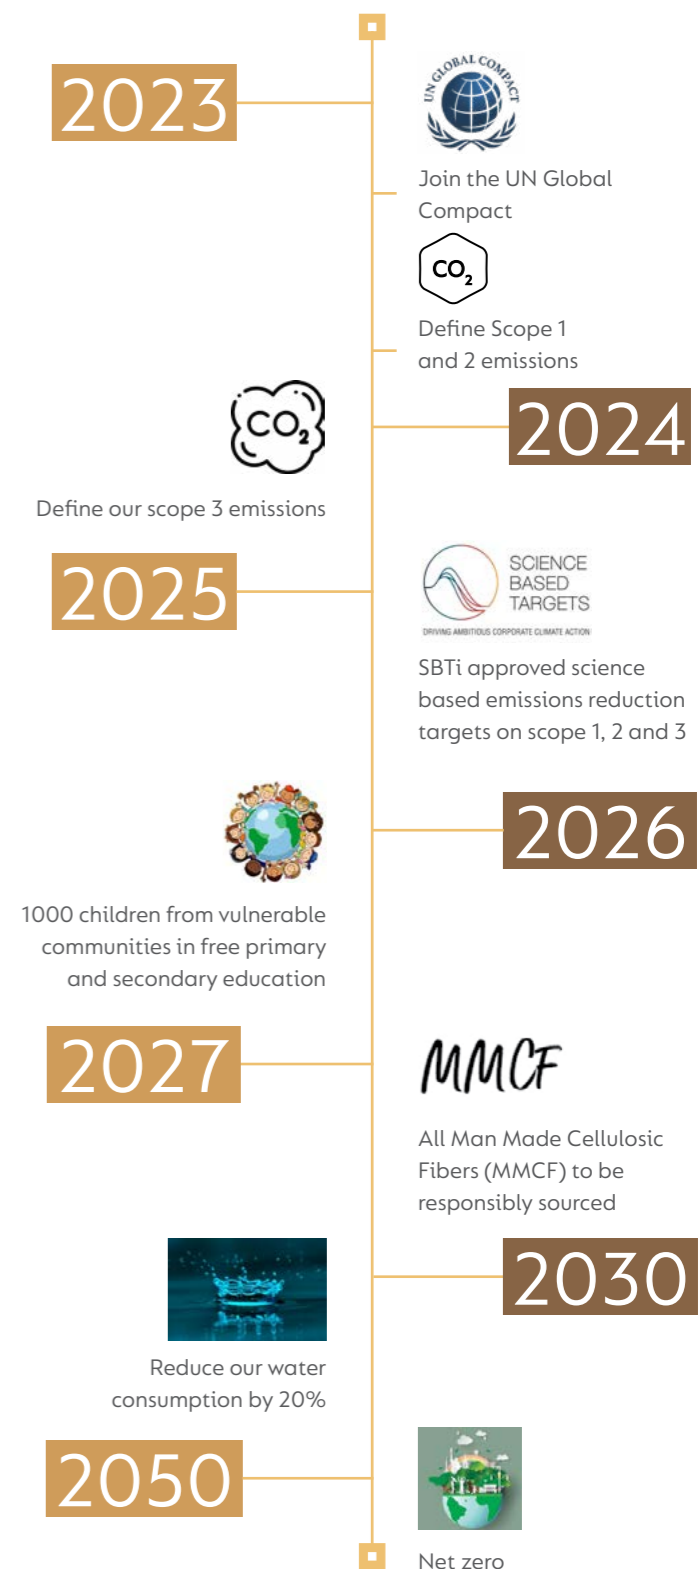 2023
UN GLOBAL COMPACT
Join the UN Global
Compact
CO2
Define Scope 1
and 2 emissions
2024
CO2
Define our scope 3 emissions
2025
SCIENCE
BASED
TARGETS
DRIVING AMBITIOUS CORPORATE CLIMATE ACTION
SBTi approved science
based emissions reduction
targets on scope 1, 2 and 3
2026
1000 children from vulnerable
communities in free primary
and secondary education
2027
MMCF
All Man Made Cellulosic
Fibers (MMCF) to be
responsibly sourced
2030
Reduce our water
consumption by 20%
2050
Net zero